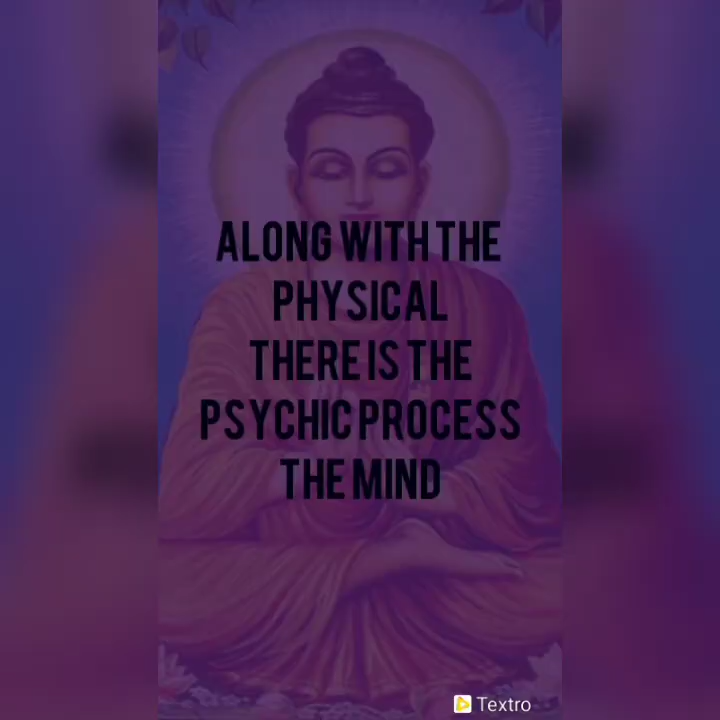 ALONG WITH THE
PHYSICAL
THERE IS THE
PSYCHIC PROCESS
THE MIND
Textro